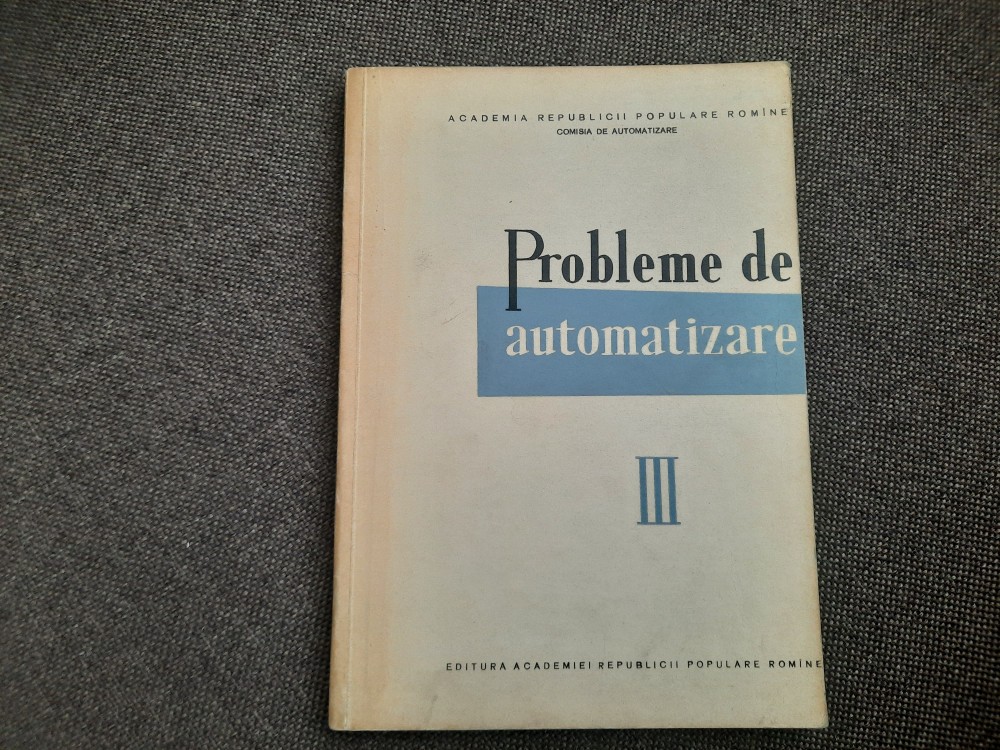 ACADEMIA REPUBLICII POPULARE ROMÎNE
COMISIA DE AUTOMATIZARE
Probleme de
automatizare
III
EDITURA ACADEMIEI REPUBLICII POPULARE ROMÎNE